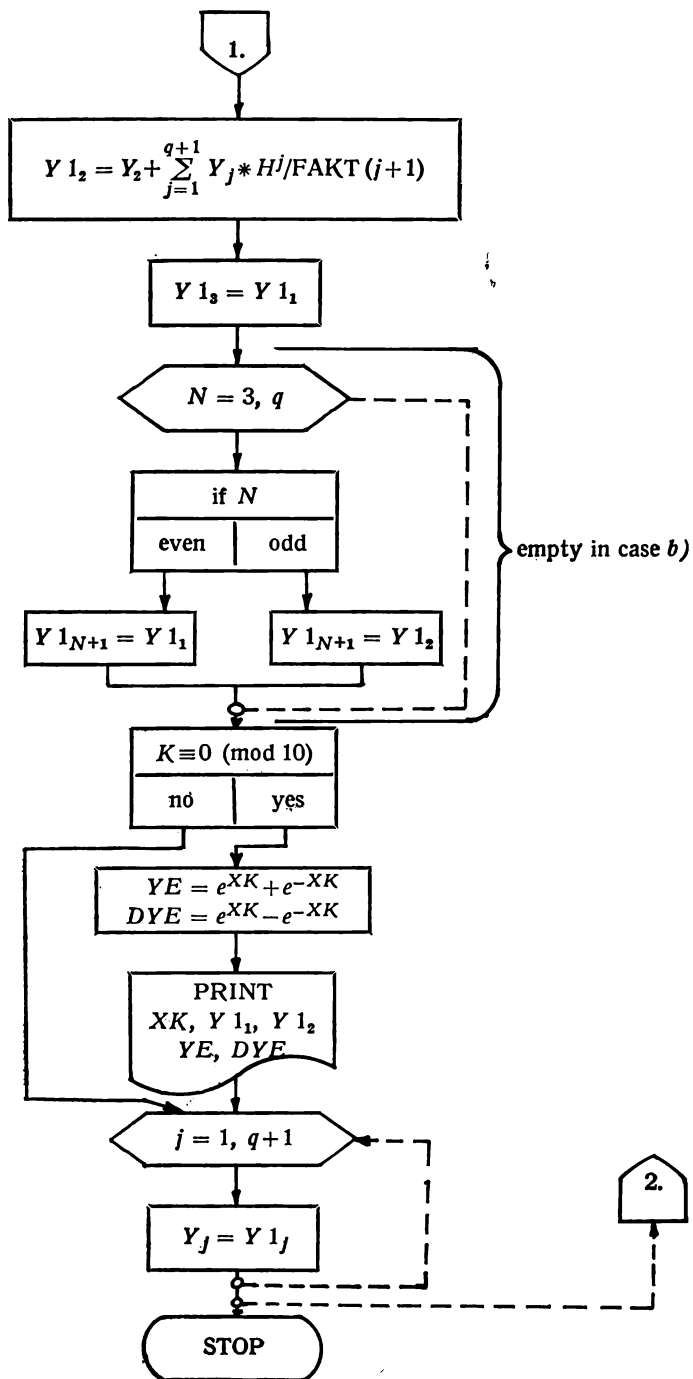 1.
Y 1₂ = Y₂ + ∑_{j=1}^{q+1} Y_j * H^j/FAKT (j+1)
Y 1₃ = Y 1₁
N = 3, q
if N
even | odd
empty in case b)
Y 1_{N+1} = Y 1₁
Y 1_{N+1} = Y 1₂
K≡0 (mod 10)
no | yes
YE = e^{XK}+e^{-XK}
DYE = e^{XK}-e^{-XK}
PRINT
XK, Y 1₁, Y 1₂
YE, DYE
j = 1, q+1
2.
Y_j = Y 1_j
STOP